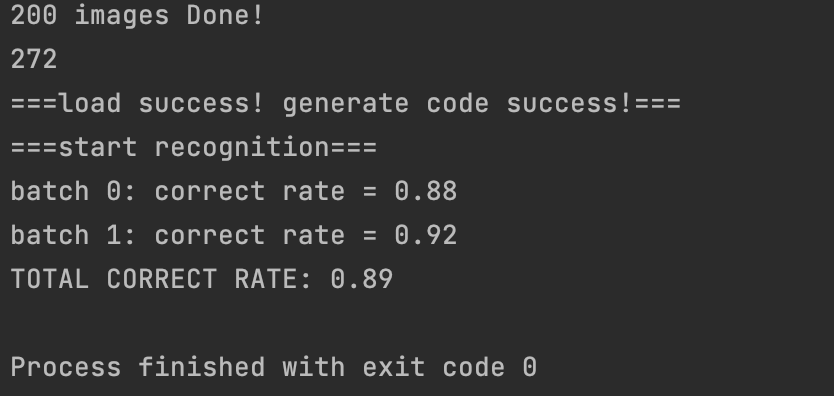 200 images Done!
272
===load success! generate code success!===
===start recognition===
batch 0: correct rate = 0.88
batch 1: correct rate = 0.92
TOTAL CORRECT RATE: 0.89
Process finished with exit code 0